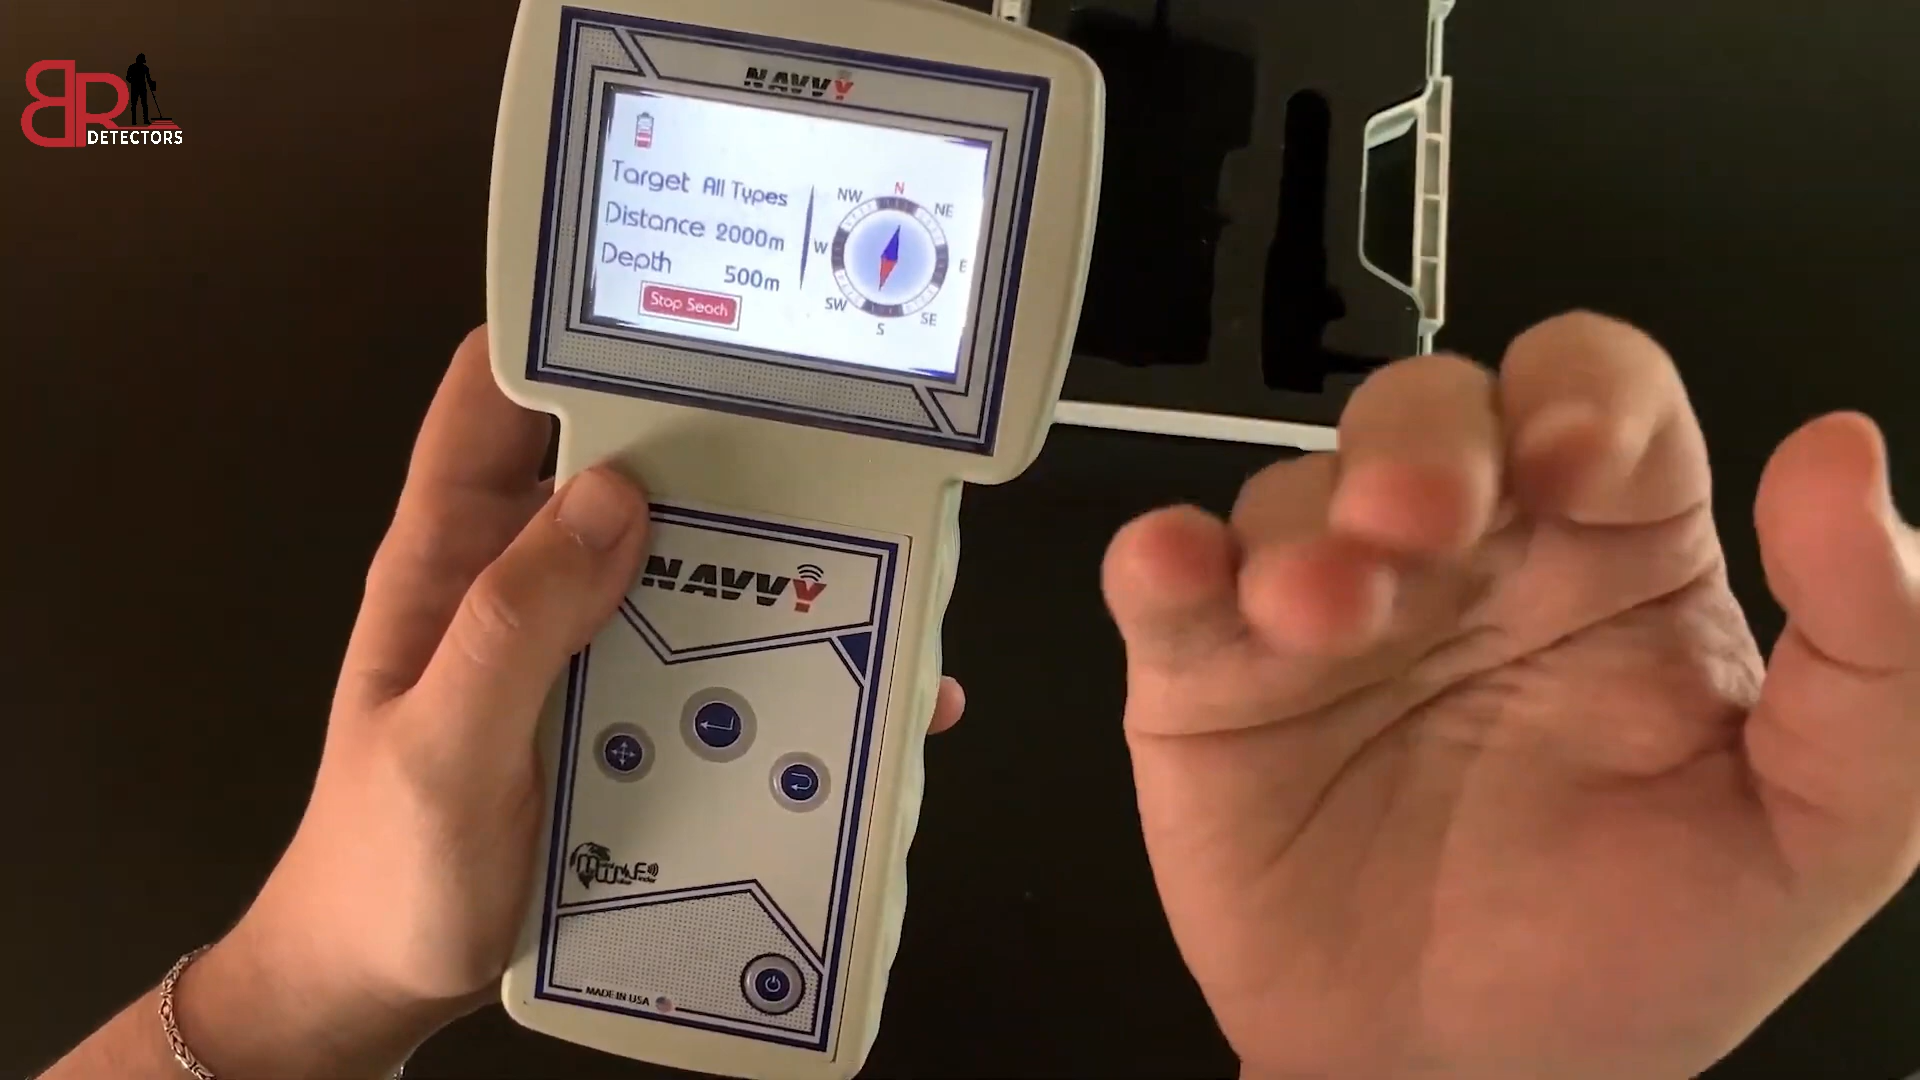 BR
DETECTORS
NAVVY
Target All Types
Distance 2000m
Depth 500m
Stop Seach
N
NE
E
SE
S
SW
W
NW
NAVVY
MADE IN USA